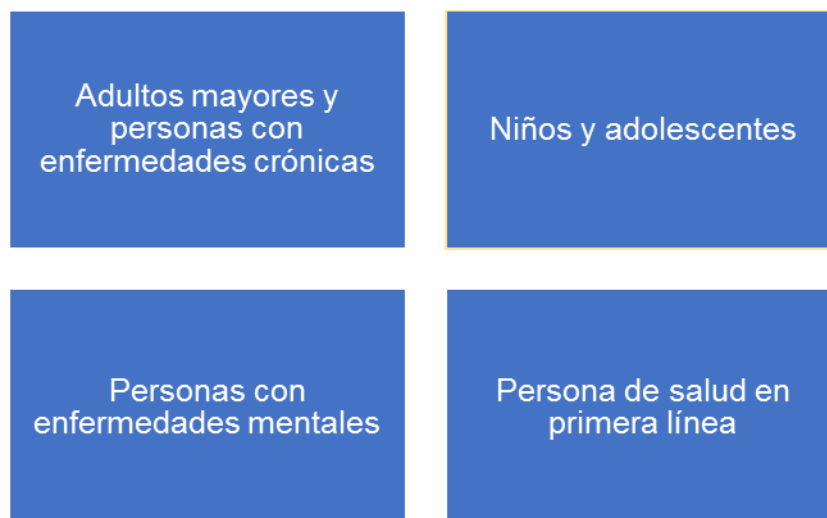 Adultos mayores y
personas con
enfermedades crónicas
Niños y adolescentes
Personas con
enfermedades mentales
Persona de salud en
primera línea